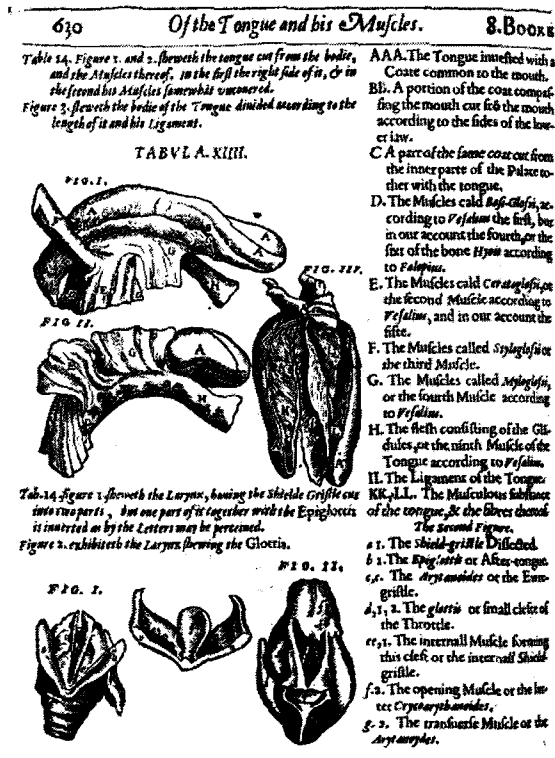 630 Of the Tongue and his Muſcles. 8. Booke
Table 14. Figure 1. and 2. ſheweth the tongue cut from the bodie,
and the Muſcles thereof, in the firſt the right ſide of it, & in
the ſecond his Muſcles ſomewhat uncouered.
Figure 3. ſheweth the bodie of the Tongue diuided according to the
length of it and his Ligament.
TABVLA. XIIII.
FIG. I.
FIG. III.
FIG II.
Tab. 14. figure 1. ſheweth the Larynx, hauing the Shielde Griſtle cut
into two parts, but one part of it together with the Epiglottis
is inuerted as by the Letters may be perceiued.
Figure 2. exhibiteth the Larynx ſhewing the Glottis.
FIG. I.
FIG. II.
AAA. The Tongue inueſted with a
Coate common to the mouth.
BB. A portion of the coat compaſ-
ſing the mouth cut frō the mouth
according to the ſides of the low-
er iaw.
C A part of the ſame coat cut from
the inner parts of the Palate to-
ther with the tongue.
D. The Muſcles cald Baſi-Gloſſi, ac-
cording to Veſalius the firſt, but
in our account the fourth, or the
ſixt of the bone Hyois according
to Falopius.
E. The Muſcles cald Ceratogloſſi, or
the ſecond Muſcle according to
Veſalius, and in our account the
fifte.
F. The Muſcles called Stylogloſſi or
the third Muſcle.
G. The Muſcles called Mylogloſſi,
or the fourth Muſcle according
to Veſalius.
H. The fleſh conſiſting of the Glā-
dules, or the ninth Muſcle of the
Tongue according to Veſalius.
II. The Ligament of the Tongue
KK, LL. The Muſculous ſubſtance
of the tongue, & the fibres thereof.
The Second Figure.
a 1. The Shield-griſtle Diſſected.
b 1. The Epiglottis or After-tongue.
c,c. The Arytanoides or the Ewre-
griſtle.
d, 1, 2. The glottis or ſmall cleft of
the Throttle.
ee, 1. The internall Muſcle forming
this cleft or the internall Shield-
griſtle.
f. 2. The opening Muſcle or the lat-
ter Crycoarythanoides.
g. 2. The tranſuerſe Muſcle or the